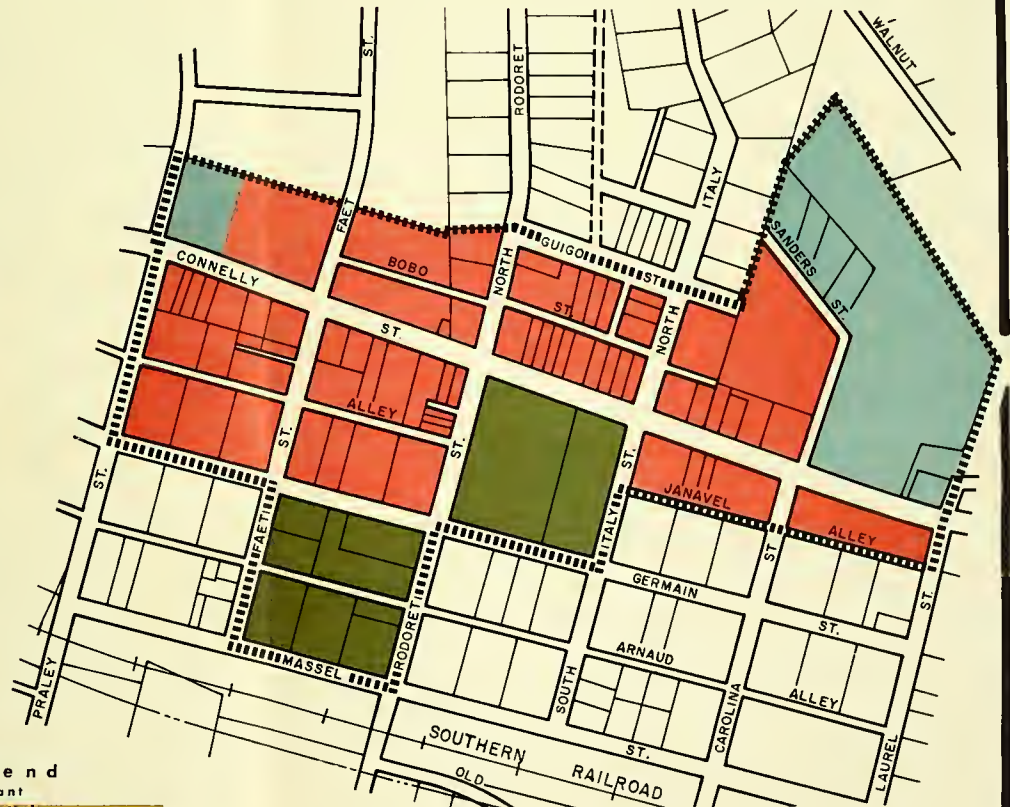 WALNUT
ST.
RODORET
ITALY
FAET
NORTH
GUIGO ST.
SANDERS ST.
BOBO ST.
CONNELLY ST.
NORTH
ALLEY
ST.
ST.
ST.
ST.
JANAVEL ALLEY
ST.
ST.
FAET
RODORET
ITALY
GERMAIN ST.
ARNAUD ALLEY
MASSEL ST.
PRALEY
SOUTH
CAROLINA
LAUREL
SOUTHERN RAILROAD
OLD
end
ant